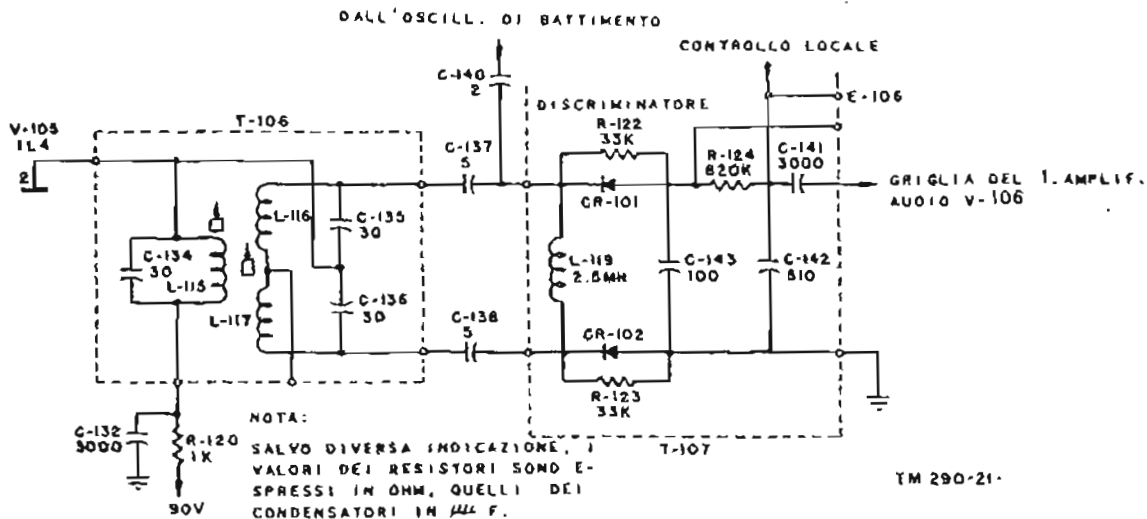 DALL'OSCILL. DI BATTIMENTO
CONTROLLO LOCALE
C-140
2
E-106
DISCRIMINATORE
V-105
1L4
2
T-106
C-137
5
R-122
33K
R-124
820K
C-141
3000
GRIGLIA DEL 1. AMPLIF.
AUDIO V-106
CR-101
L-116
C-135
30
C-134
30
L-115
L-119
2.5MH
C-143
100
C-142
510
C-136
30
L-117
C-138
5
CR-102
R-123
33K
C-132
3000
R-120
1K
90V
NOTA:
SALVO DIVERSA INDICAZIONE, I
VALORI DEI RESISTORI SONO E-
SPRESSI IN OHM, QUELLI DEI
CONDENSATORI IN µµ F.
T-107
TM 290-21-